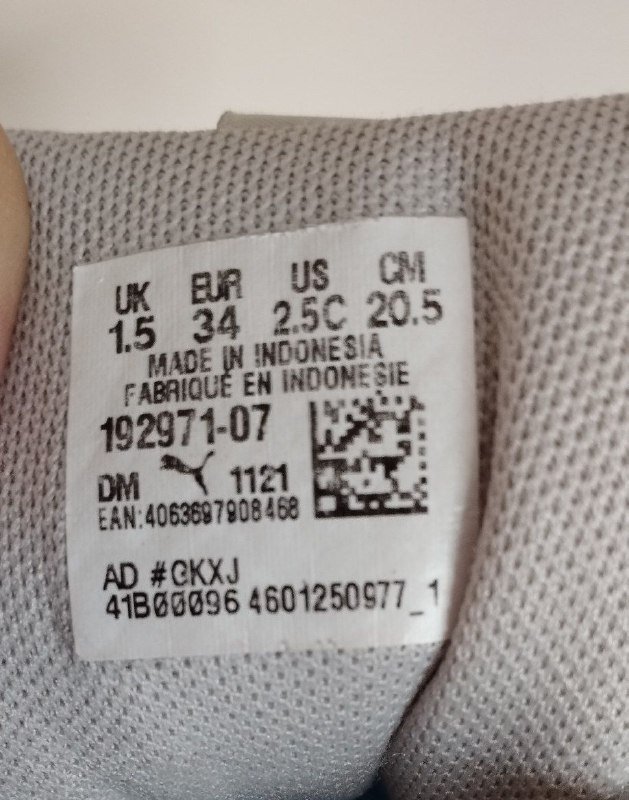 UK EUR US CM
1.5 34 2.5C 20.5
MADE IN INDONESIA
FABRIQUÉ EN INDONESIE
192971-07
DM 1121
EAN:4063697908468
AD #GKXJ
41B00096 4601250977_1